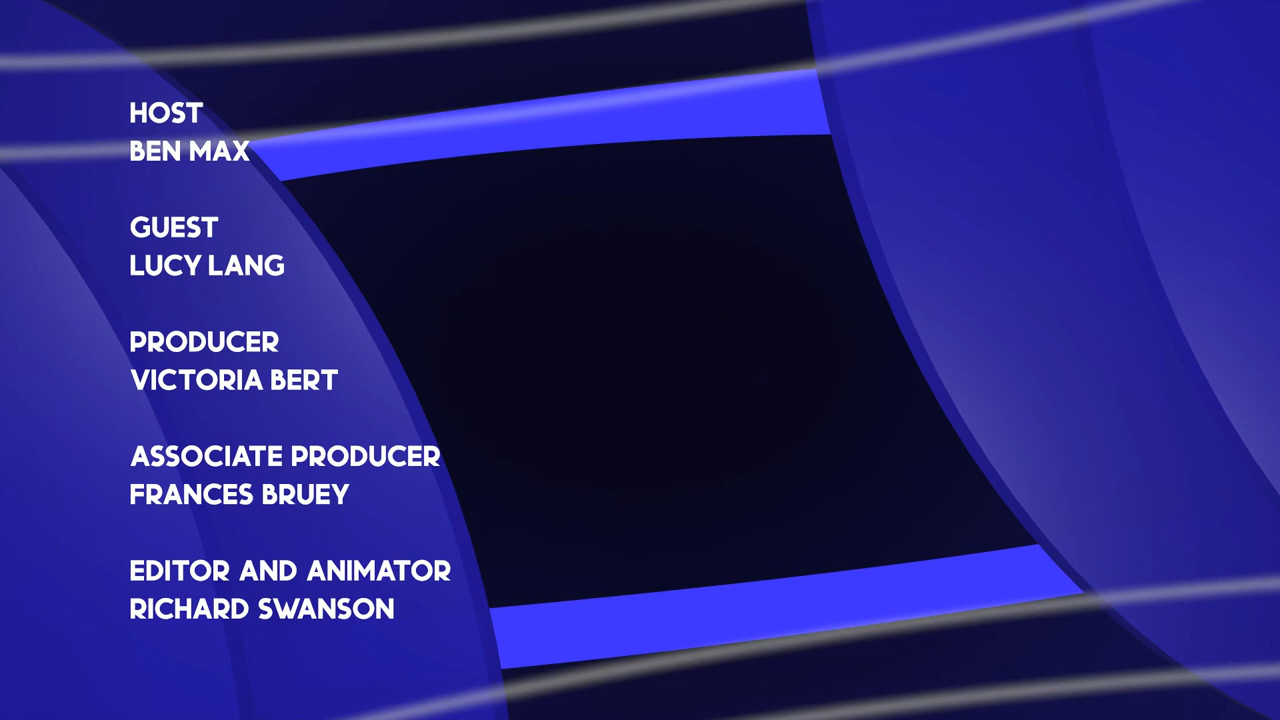 HOST
BEN MAX
GUEST
LUCY LANG
PRODUCER
VICTORIA BERT
ASSOCIATE PRODUCER
FRANCES BRUEY
EDITOR AND ANIMATOR
RICHARD SWANSON